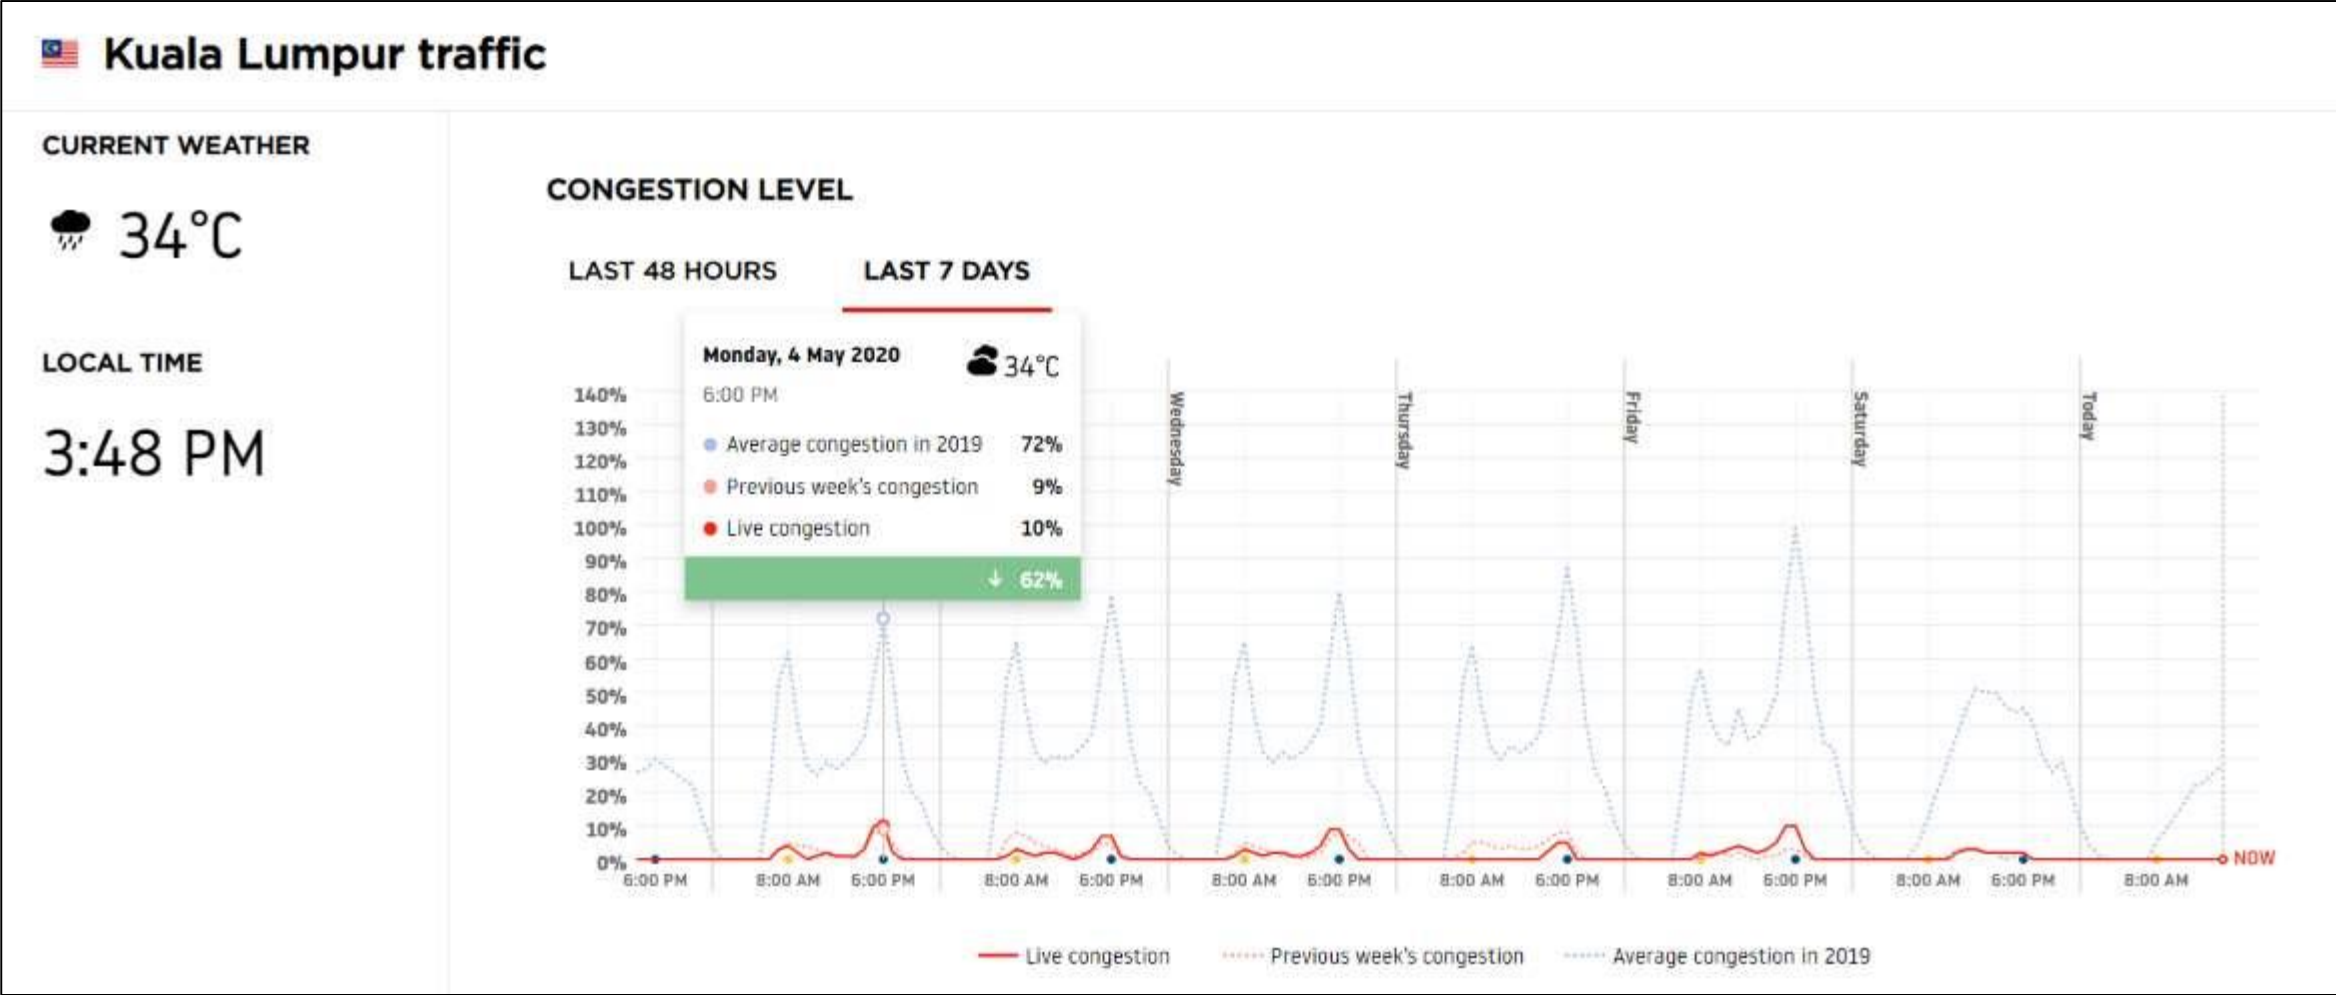 Kuala Lumpur traffic
CURRENT WEATHER
34°C
LOCAL TIME
3:48 PM
CONGESTION LEVEL
LAST 48 HOURS LAST 7 DAYS
Monday, 4 May 2020 34°C
6:00 PM
Average congestion in 2019 72%
Previous week's congestion 9%
Live congestion 10%
↓ 62%
Wednesday
Thursday
Friday
Saturday
Today
140%
130%
120%
110%
100%
90%
80%
70%
60%
50%
40%
30%
20%
10%
0%
NOW
6:00 PM 8:00 AM 6:00 PM 8:00 AM 6:00 PM 8:00 AM 6:00 PM 8:00 AM 6:00 PM 8:00 AM 6:00 PM 8:00 AM 6:00 PM 8:00 AM
Live congestion Previous week's congestion Average congestion in 2019